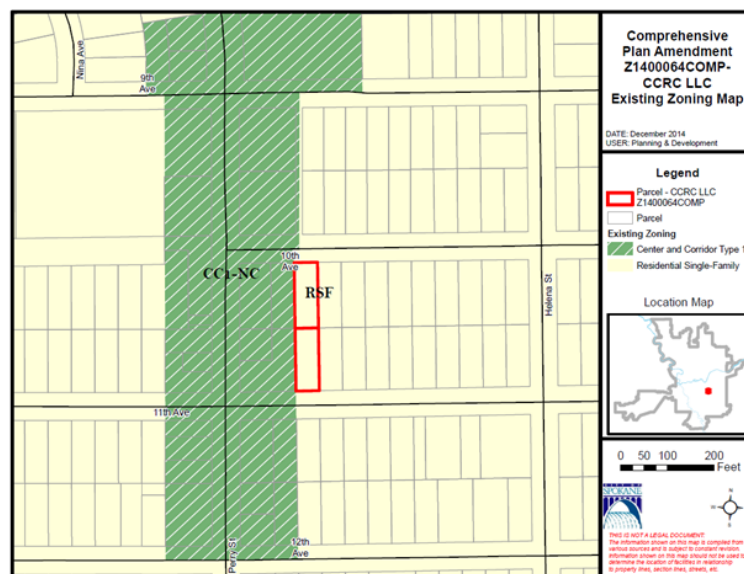 Nina Ave
9th
Ave
10th
Ave
CC1-NC
RSF
Helena St
11th Ave
Perry St
12th
Ave
Comprehensive
Plan Amendment
Z1400064COMP-
CCRC LLC
Existing Zoning Map
DATE: December 2014
USER: Planning & Development
Legend
Parcel - CCRC LLC
Z1400064COMP
Parcel
Existing Zoning
Center and Corridor Type 1
Residential Single-Family
Location Map
0 50 100 200
Feet
SPOKANE
N
W
E
S
THIS IS NOT A LEGAL DOCUMENT:
The information shown on this map is compiled from
various sources and is subject to constant revision.
Information shown on this map should not be used to
determine the location of facilities in relationship
to property lines, section lines, streets, etc.